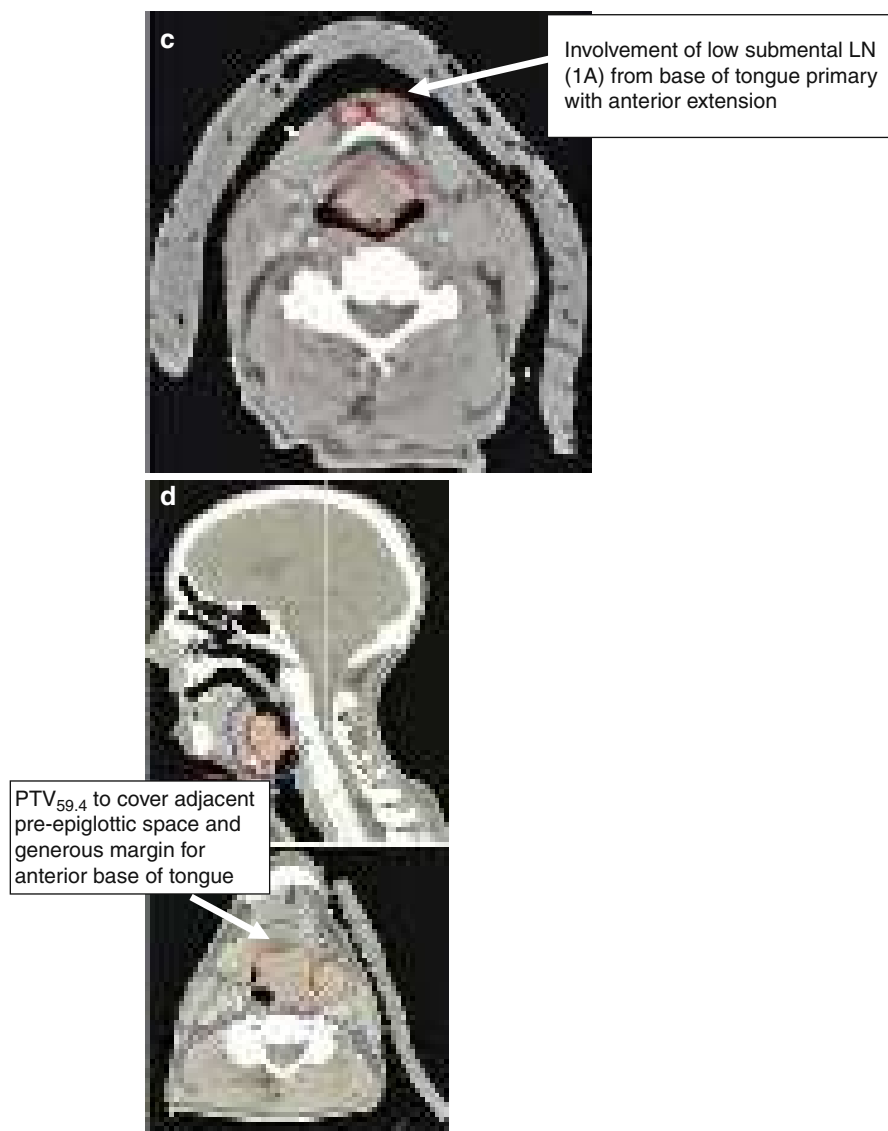 c
Involvement of low submental LN
(1A) from base of tongue primary
with anterior extension
d
PTV59.4 to cover adjacent
pre-epiglottic space and
generous margin for
anterior base of tongue